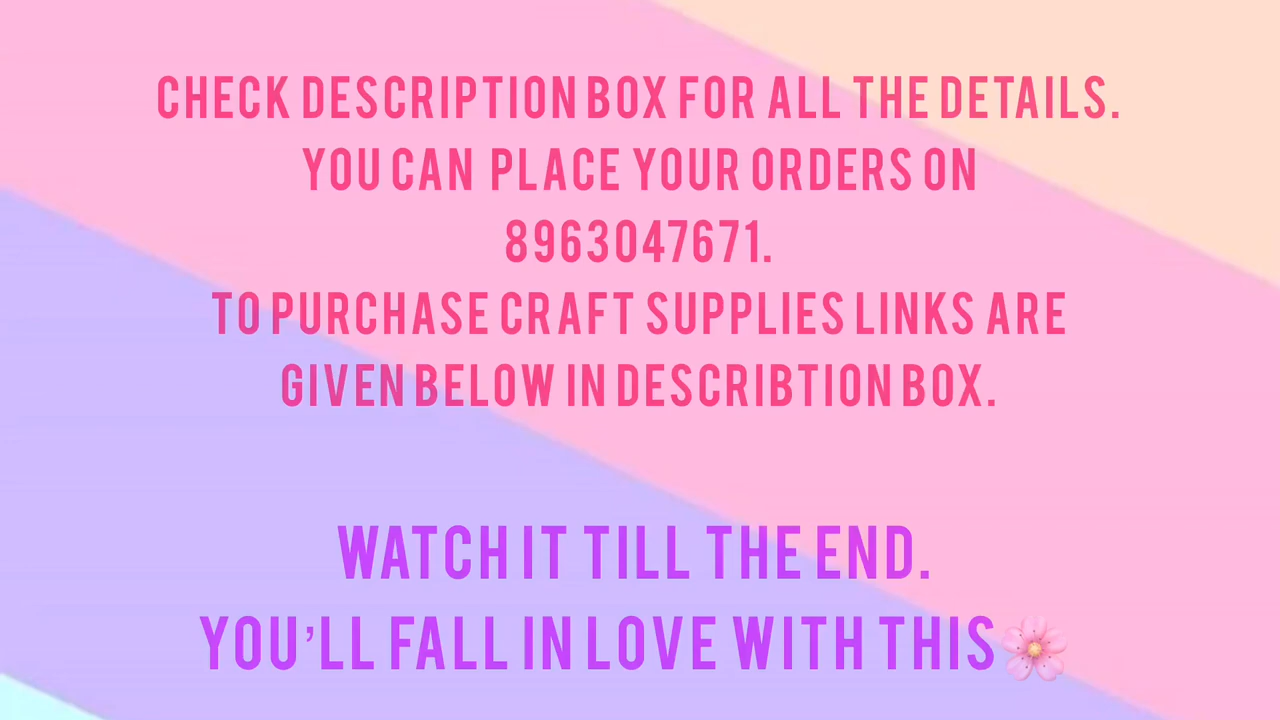 CHECK DESCRIPTION BOX FOR ALL THE DETAILS.
YOU CAN PLACE YOUR ORDERS ON
8963047671.
TO PURCHASE CRAFT SUPPLIES LINKS ARE
GIVEN BELOW IN DESCRIBTION BOX.
WATCH IT TILL THE END.
YOU'LL FALL IN LOVE WITH THIS🌸